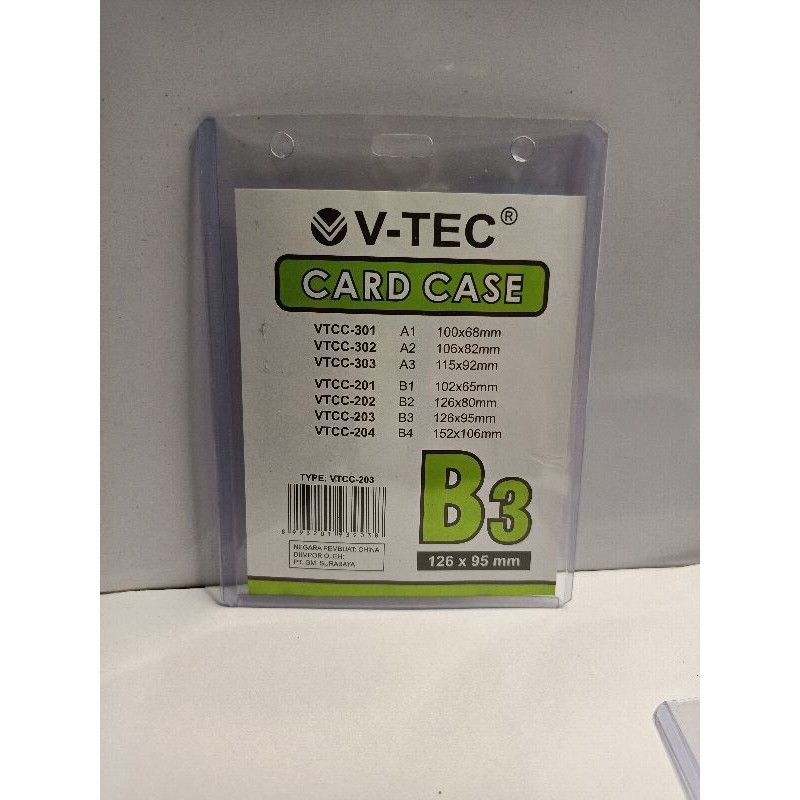 V-TEC®
CARD CASE
VTCC-301 A1 100x68mm
VTCC-302 A2 106x82mm
VTCC-303 A3 115x92mm
VTCC-201 B1 102x65mm
VTCC-202 B2 126x80mm
VTCC-203 B3 126x95mm
VTCC-204 B4 152x106mm
TYPE: VTCC-203
B3
126 x 95 mm
NEGARA PEMBUAT: CHINA
DIIMPOR OLEH:
PT. GM. SURABAYA